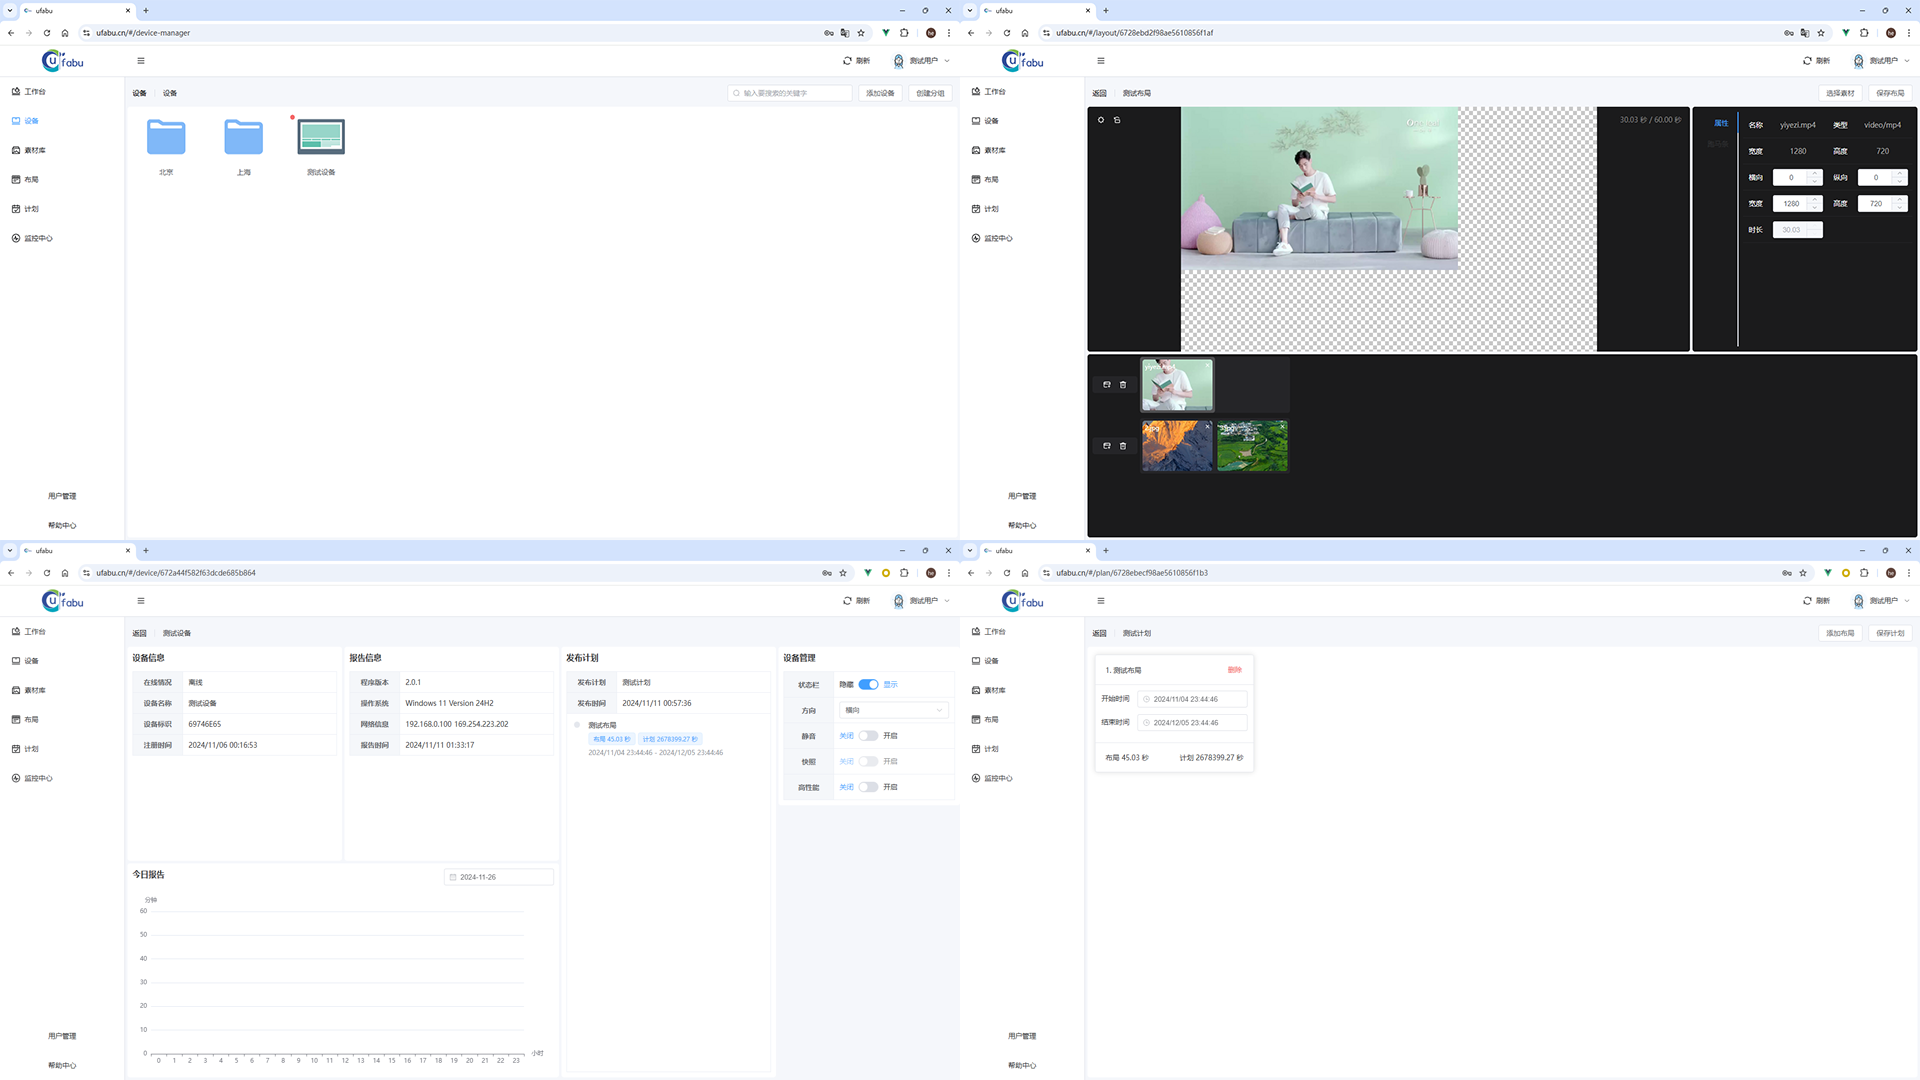 ufabu
ufabu.cn/#/device-manager
fabu
刷新
测试用户
工作台
设备
素材库
布局
计划
监控中心
用户管理
帮助中心
设备
设备
输入要搜索的关键字
添加设备
创建分组
北京
上海
测试设备
ufabu
ufabu.cn/#/layout/6728ebd2f98ae5610856f1af
fabu
刷新
测试用户
工作台
设备
素材库
布局
计划
监控中心
用户管理
帮助中心
返回
测试布局
选择素材
保存布局
30.03 秒 / 60.00 秒
属性
名称 yiyezi.mp4 类型 video/mp4
宽度 1280 高度 720
横向 0 纵向 0
宽度 1280 高度 720
时长 30.03
yiyezi.mp4
ufabu
ufabu.cn/#/device/672a44f582f63dcde685b864
fabu
刷新
测试用户
工作台
设备
素材库
布局
计划
监控中心
用户管理
帮助中心
返回
测试设备
设备信息
在线情况 离线
设备名称 测试设备
设备标识 69746E65
注册时间 2024/11/06 00:16:53
报告信息
程序版本 2.0.1
操作系统 Windows 11 Version 24H2
网络信息 192.168.0.100 169.254.223.202
报告时间 2024/11/11 01:33:17
发布计划
发布计划 测试计划
发布时间 2024/11/11 00:57:36
测试布局
布局 45.03 秒 计划 2678399.27 秒
2024/11/04 23:44:46 - 2024/12/05 23:44:46
设备管理
状态栏 隐藏 显示
方向 横向
静音 关闭 开启
快照 关闭 开启
高性能 关闭 开启
今日报告
2024-11-26
分钟
60
50
40
30
20
10
0
0 1 2 3 4 5 6 7 8 9 10 11 12 13 14 15 16 17 18 19 20 21 22 23
小时
ufabu
ufabu.cn/#/plan/6728ebecf98ae5610856f1b3
fabu
刷新
测试用户
工作台
设备
素材库
布局
计划
监控中心
用户管理
帮助中心
返回
测试计划
添加布局
保存计划
1. 测试布局
删除
开始时间 2024/11/04 23:44:46
结束时间 2024/12/05 23:44:46
布局 45.03 秒 计划 2678399.27 秒